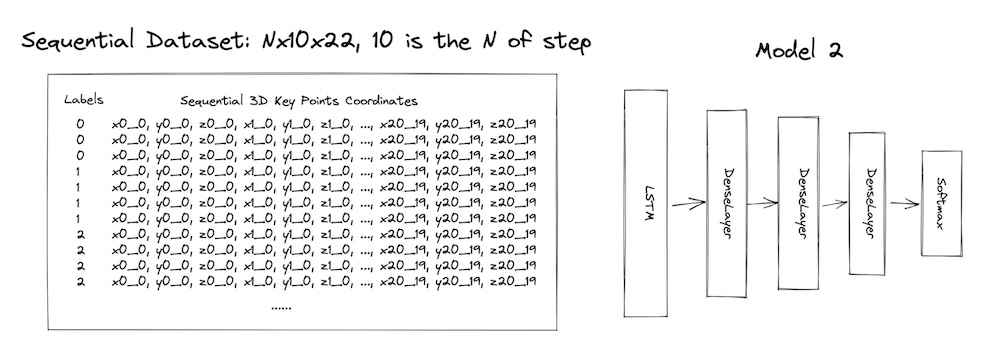 Sequential Dataset: Nx10x22, 10 is the N of step
Labels Sequential 3D Key Points Coordinates
0 x0_0, y0_0, z0_0, x1_0, y1_0, z1_0, ..., x20_19, y20_19, z20_19
0 x0_0, y0_0, z0_0, x1_0, y1_0, z1_0, ..., x20_19, y20_19, z20_19
0 x0_0, y0_0, z0_0, x1_0, y1_0, z1_0, ..., x20_19, y20_19, z20_19
1 x0_0, y0_0, z0_0, x1_0, y1_0, z1_0, ..., x20_19, y20_19, z20_19
1 x0_0, y0_0, z0_0, x1_0, y1_0, z1_0, ..., x20_19, y20_19, z20_19
1 x0_0, y0_0, z0_0, x1_0, y1_0, z1_0, ..., x20_19, y20_19, z20_19
1 x0_0, y0_0, z0_0, x1_0, y1_0, z1_0, ..., x20_19, y20_19, z20_19
2 x0_0, y0_0, z0_0, x1_0, y1_0, z1_0, ..., x20_19, y20_19, z20_19
2 x0_0, y0_0, z0_0, x1_0, y1_0, z1_0, ..., x20_19, y20_19, z20_19
2 x0_0, y0_0, z0_0, x1_0, y1_0, z1_0, ..., x20_19, y20_19, z20_19
2 x0_0, y0_0, z0_0, x1_0, y1_0, z1_0, ..., x20_19, y20_19, z20_19
......
Model 2
LSTM
DenseLayer
DenseLayer
DenseLayer
Softmax